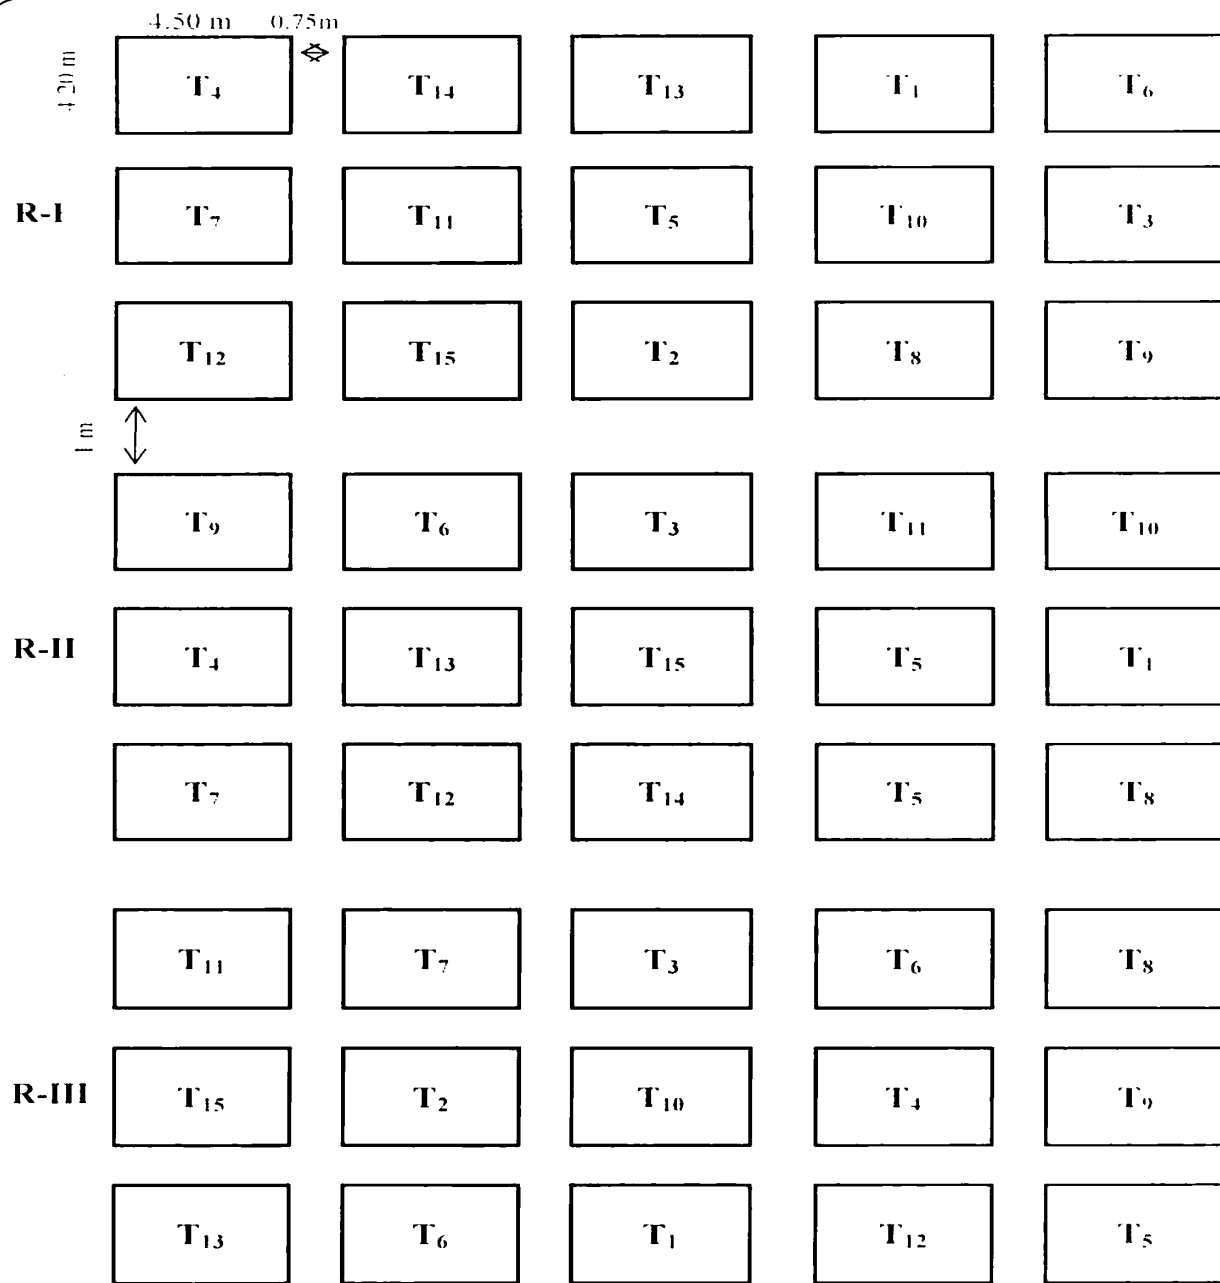 4.50 m 0.75m
4.20 m
T4 T14 T13 T1 T6
R-I T7 T11 T5 T10 T3
T12 T15 T2 T8 T9
1 m
T9 T6 T3 T11 T10
R-II T4 T13 T15 T5 T1
T7 T12 T14 T5 T8
T11 T7 T3 T6 T8
R-III T15 T2 T10 T4 T9
T13 T6 T1 T12 T5